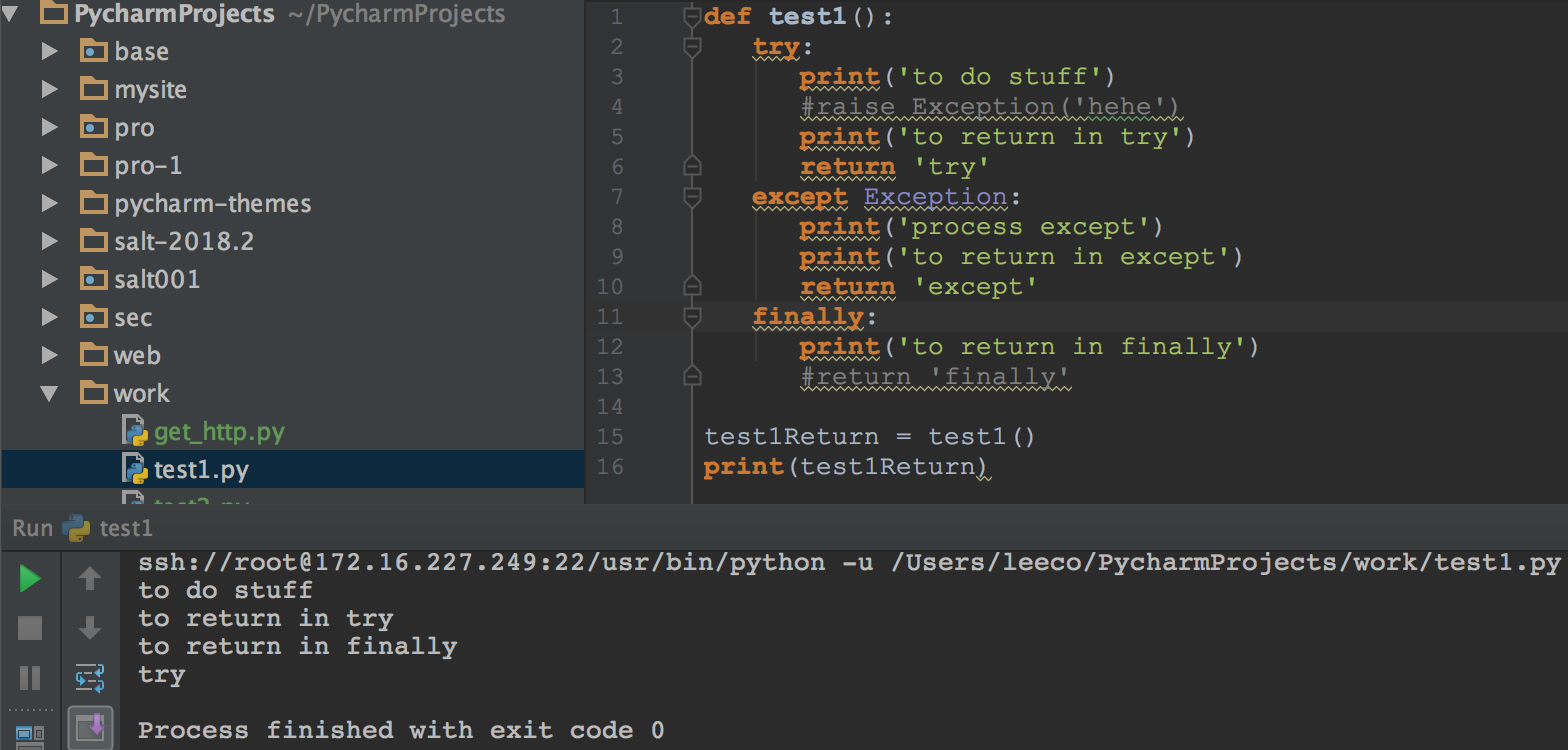 PycharmProjects ~/PycharmProjects
base
mysite
pro
pro-1
pycharm-themes
salt-2018.2
salt001
sec
web
work
get_http.py
test1.py
1 def test1():
2 try:
3 print('to do stuff')
4 #raise Exception('hehe')
5 print('to return in try')
6 return 'try'
7 except Exception:
8 print('process except')
9 print('to return in except')
10 return 'except'
11 finally:
12 print('to return in finally')
13 #return 'finally'
14
15 test1Return = test1()
16 print(test1Return)
Run test1
ssh://root@172.16.227.249:22/usr/bin/python -u /Users/leeco/PycharmProjects/work/test1.py
to do stuff
to return in try
to return in finally
try
Process finished with exit code 0